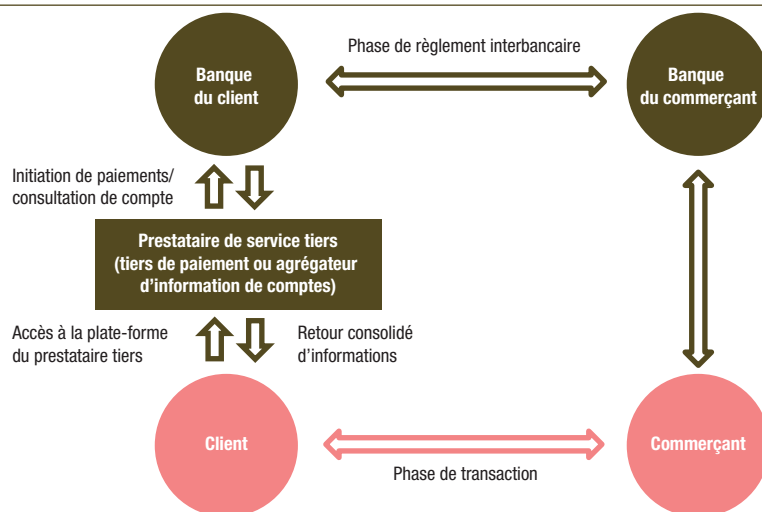 Phase de règlement interbancaire
Banque
du client
Banque
du commerçant
Initiation de paiements/
consultation de compte
Prestataire de service tiers
(tiers de paiement ou agrégateur
d’information de comptes)
Accès à la plate-forme
du prestataire tiers
Retour consolidé
d’informations
Client
Commerçant
Phase de transaction